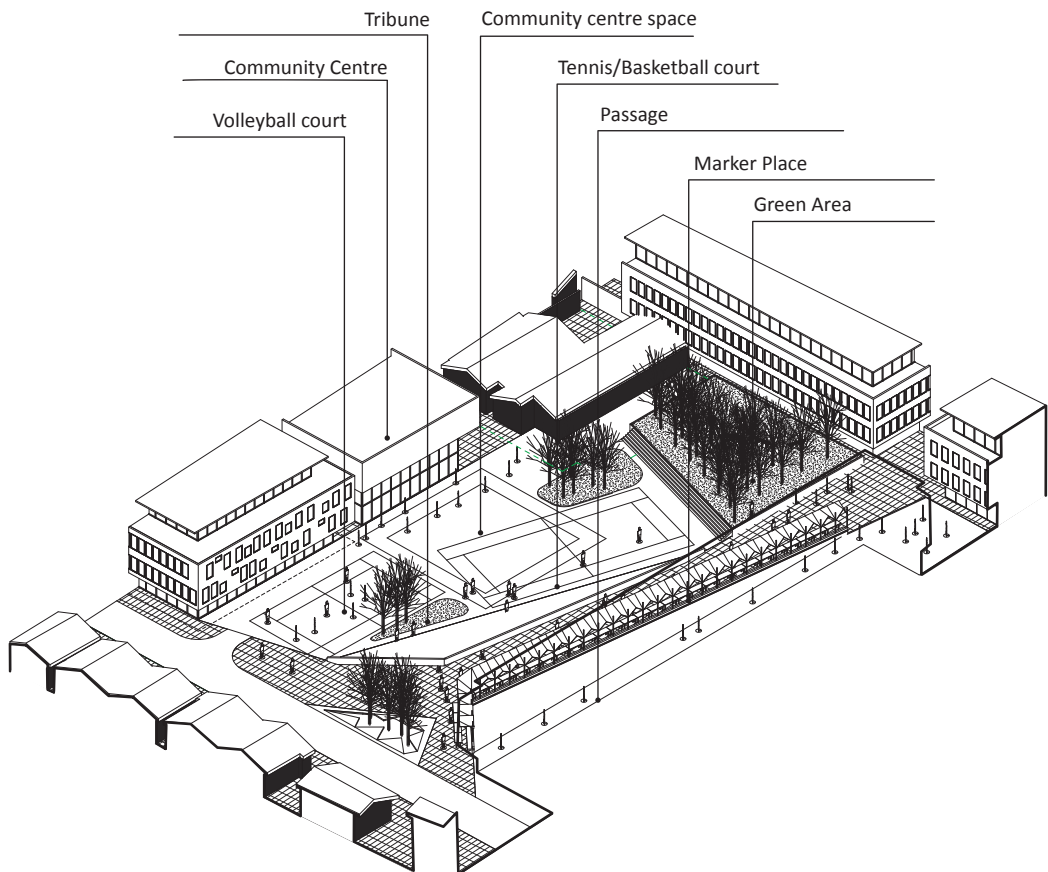 Tribune
Community centre space
Community Centre
Tennis/Basketball court
Volleyball court
Passage
Marker Place
Green Area